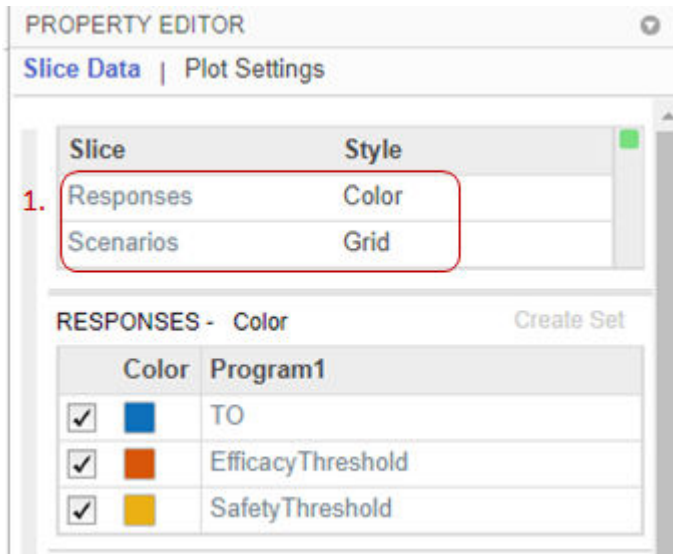 PROPERTY EDITOR
Slice Data | Plot Settings
Slice Style
1. Responses Color
Scenarios Grid
RESPONSES - Color Create Set
Color Program1
TO
EfficacyThreshold
SafetyThreshold